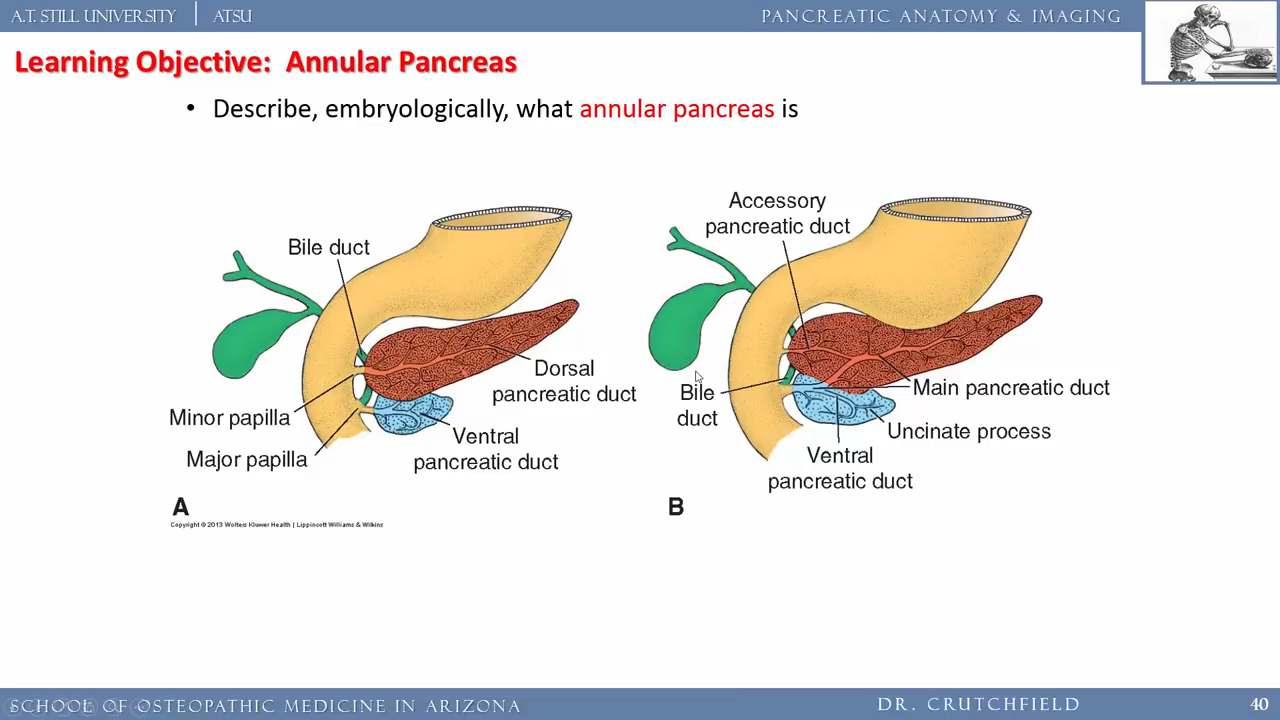 A.T. STILL UNIVERSITY | ATSU
PANCREATIC ANATOMY & IMAGING
Learning Objective: Annular Pancreas
• Describe, embryologically, what annular pancreas is
Bile duct
Dorsal
pancreatic duct
Minor papilla
Major papilla
Ventral
pancreatic duct
A
Copyright © 2013 Wolters Kluwer Health | Lippincott Williams & Wilkins
Accessory
pancreatic duct
Bile
duct
Main pancreatic duct
Uncinate process
Ventral
pancreatic duct
B
SCHOOL OF OSTEOPATHIC MEDICINE IN ARIZONA
DR. CRUTCHFIELD
40